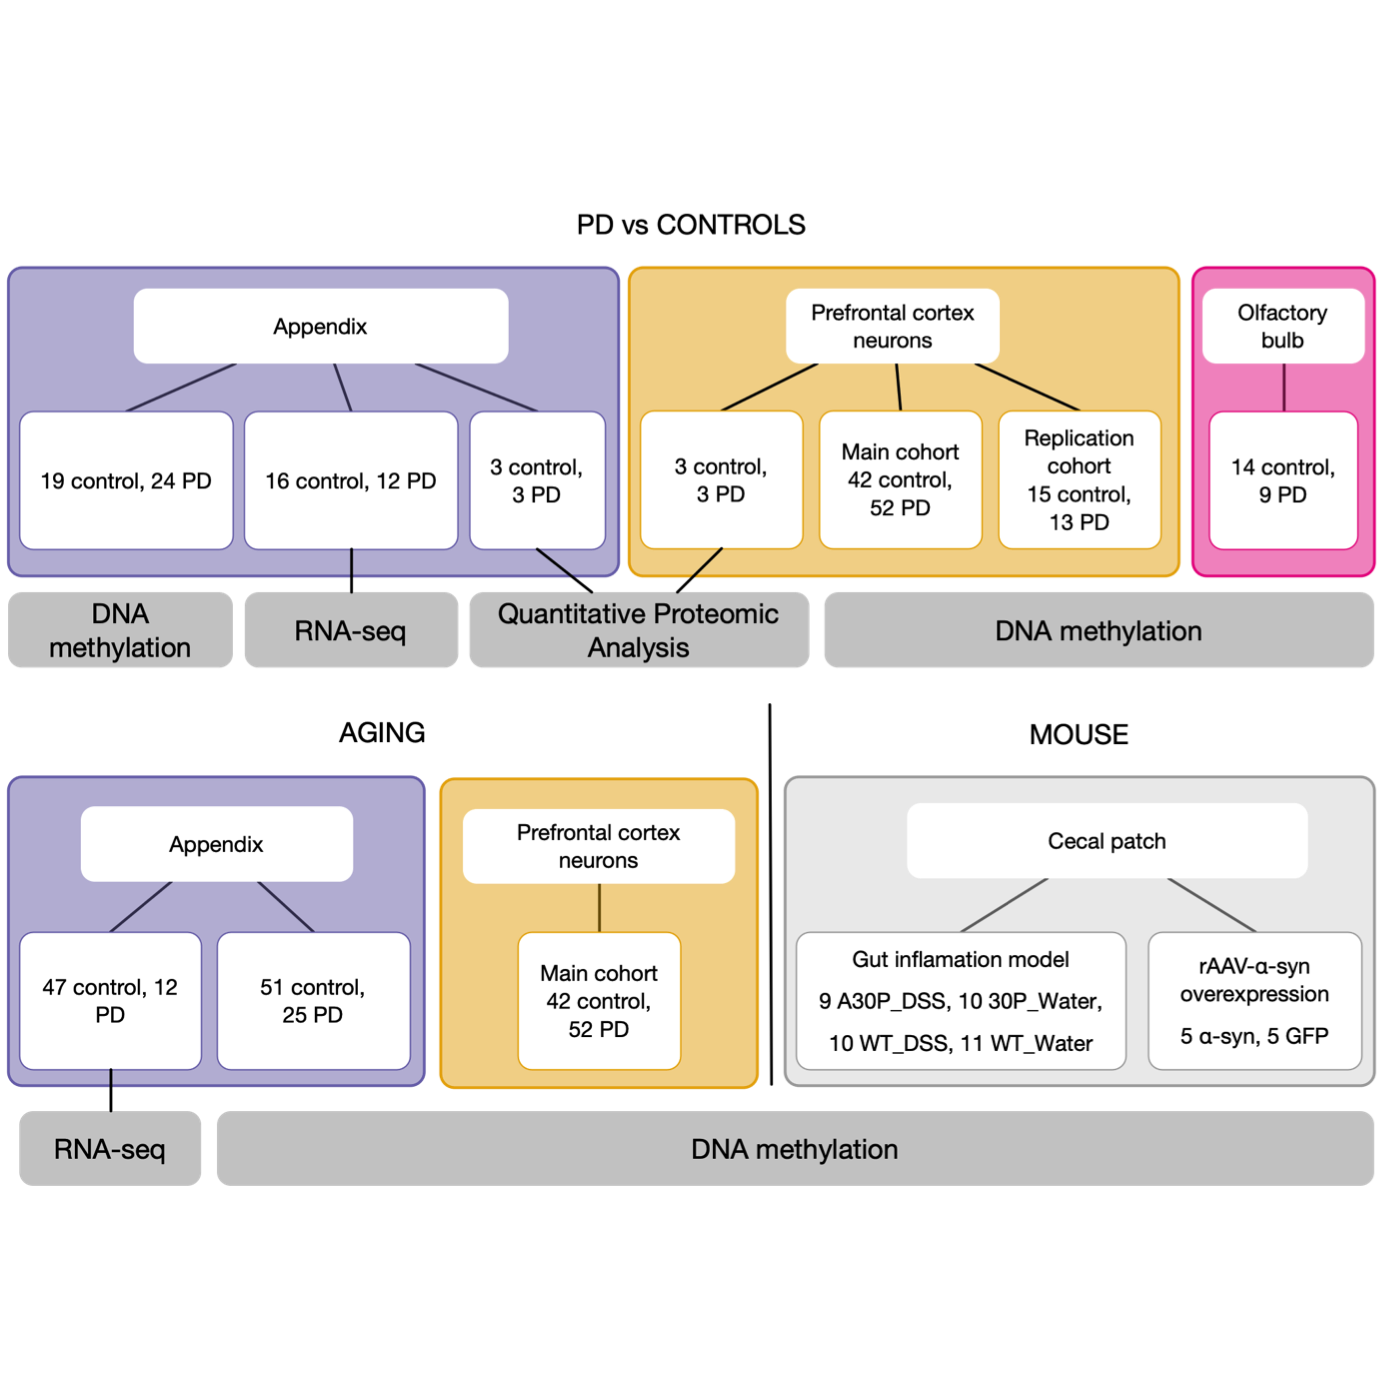 PD vs CONTROLS
Appendix
Prefrontal cortex
neurons
Olfactory
bulb
19 control, 24 PD
16 control, 12 PD
3 control,
3 PD
3 control,
3 PD
Main cohort
42 control,
52 PD
Replication
cohort
15 control,
13 PD
14 control,
9 PD
DNA
methylation
RNA-seq
Quantitative Proteomic
Analysis
DNA methylation
AGING
Appendix
Prefrontal cortex
neurons
47 control, 12
PD
51 control,
25 PD
Main cohort
42 control,
52 PD
MOUSE
Cecal patch
Gut inflamation model
9 A30P_DSS, 10 30P_Water,
10 WT_DSS, 11 WT_Water
rAAV-α-syn
overexpression
5 α-syn, 5 GFP
RNA-seq
DNA methylation